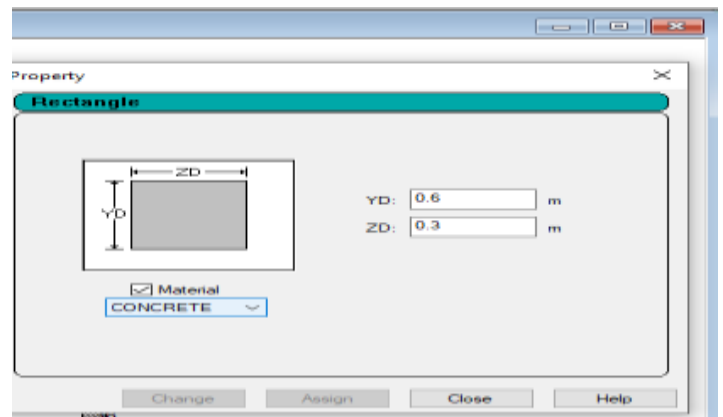 Property
Rectangle
ZD
YD
YD: 0.6 m
ZD: 0.3 m
Material
CONCRETE
Change Assign Close Help